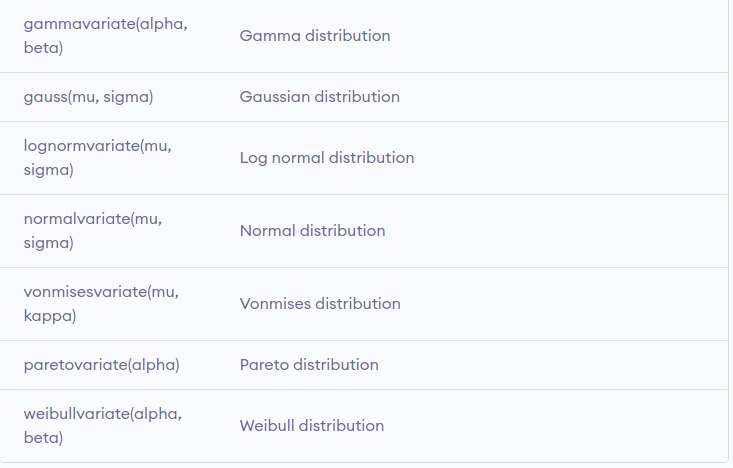 gammavariate(alpha,
beta)
Gamma distribution
gauss(mu, sigma)
Gaussian distribution
lognormvariate(mu,
sigma)
Log normal distribution
normalvariate(mu,
sigma)
Normal distribution
vonmisesvariate(mu,
kappa)
Vonmises distribution
paretovariate(alpha)
Pareto distribution
weibullvariate(alpha,
beta)
Weibull distribution